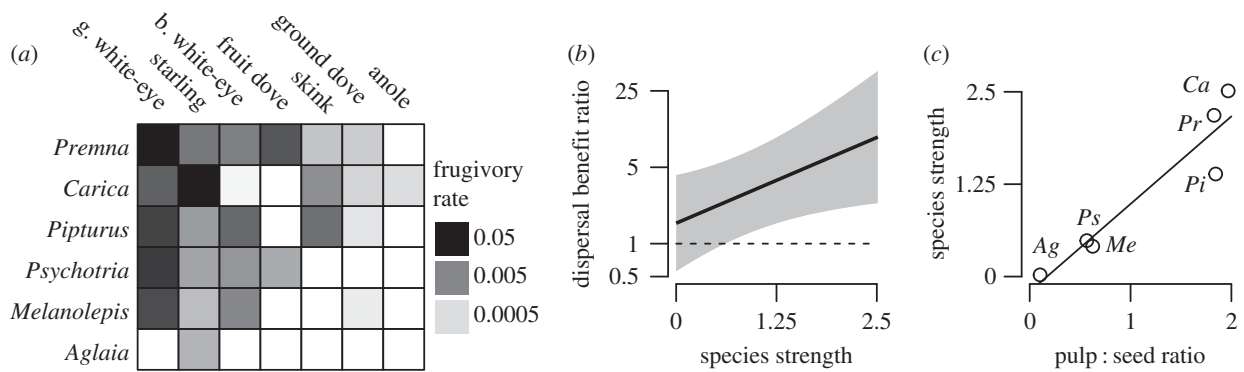 (a)
g. white-eye
starling
b. white-eye
fruit dove
skink
ground dove
anole
Premna
Carica
Pipturus
Psychotria
Melanolepis
Aglaia
frugivory
rate
0.05
0.005
0.0005
(b)
dispersal benefit ratio
25
5
1
0.5
0
1.25
2.5
species strength
(c)
species strength
2.5
1.25
0
Ca
Pr
Pi
Ps
Me
Ag
0
1
2
pulp : seed ratio